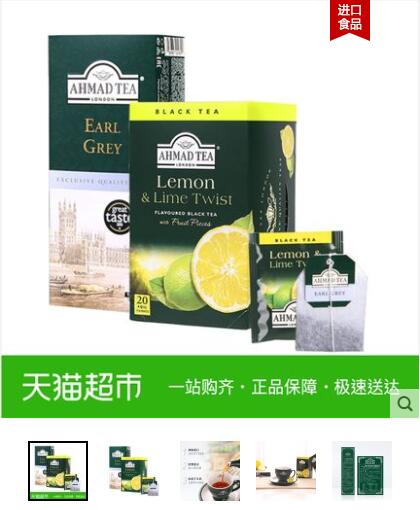 进口
食品
AHMAD TEA
LONDON
EARL
GREY
EXCLUSIVE QUALITY
great
taste
BLACK TEA
AHMAD TEA
LONDON
Lemon
& Lime Twist
FLAVOURED BLACK TEA
with Fruit Pieces
20
BLACK TEA
Lemon
& Lime Twist
AHMAD TEA
AHMAD TEA
EARL GREY
天猫超市
一站购齐·正品保障·极速送达